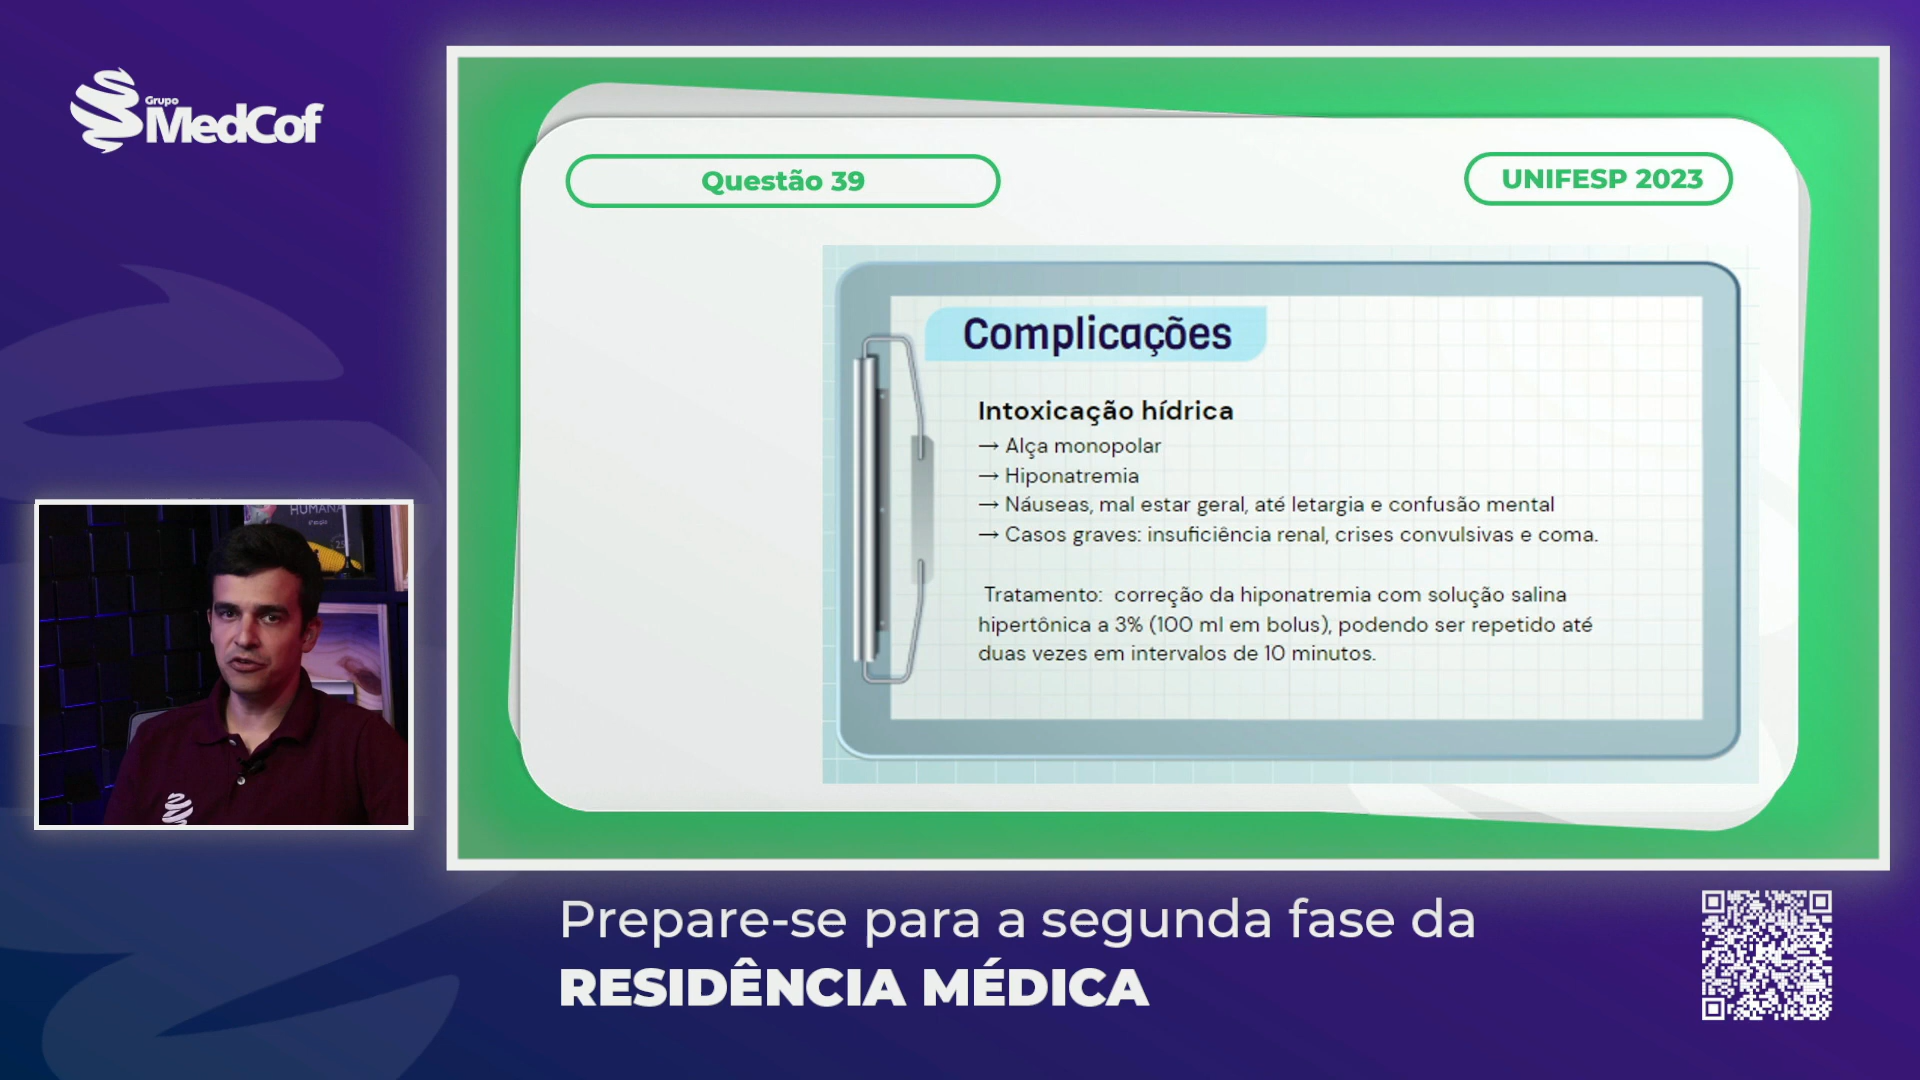 Grupo
MedCof
Questão 39
UNIFESP 2023
Complicações
Intoxicação hídrica
→ Alça monopolar
→ Hiponatremia
→ Náuseas, mal estar geral, até letargia e confusão mental
→ Casos graves: insuficiência renal, crises convulsivas e coma.
Tratamento: correção da hiponatremia com solução salina
hipertônica a 3% (100 ml em bolus), podendo ser repetido até
duas vezes em intervalos de 10 minutos.
HUMANA
Prepare-se para a segunda fase da
RESIDÊNCIA MÉDICA